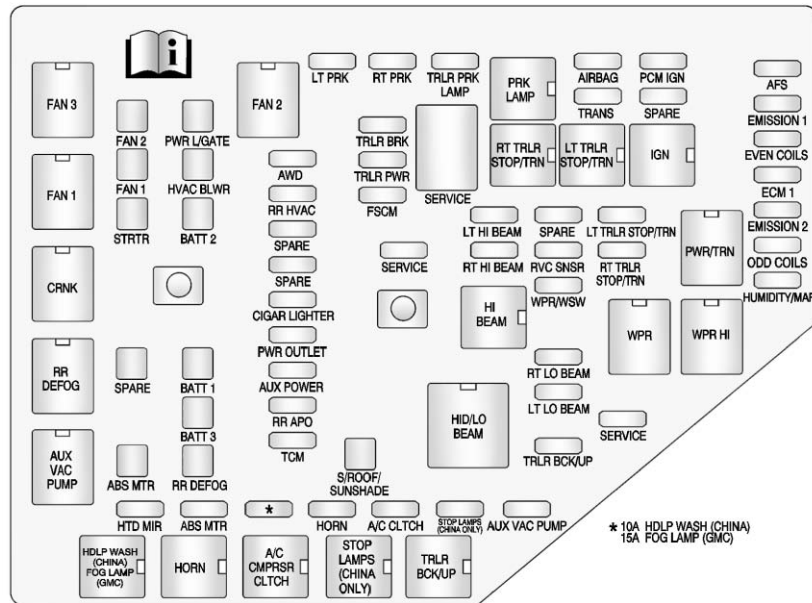 i
LT PRK
RT PRK
TRLR PRK
LAMP
PRK
LAMP
AIRBAG
PCM IGN
AFS
FAN 3
FAN 2
TRANS
SPARE
EMISSION 1
FAN 2
PWR L/GATE
TRLR BRK
RT TRLR
STOP/TRN
LT TRLR
STOP/TRN
IGN
EVEN COILS
AWD
TRLR PWR
SERVICE
ECM 1
FAN 1
FAN 1
HVAC BLWR
RR HVAC
FSCM
EMISSION 2
STRTR
BATT 2
SPARE
LT HI BEAM
SPARE
LT TRLR STOP/TRN
PWR/TRN
ODD COILS
SPARE
SERVICE
RT HI BEAM
RVC SNSR
RT TRLR
STOP/TRN
HUMIDITY/MAF
CRNK
CIGAR LIGHTER
HI
BEAM
WPR/WSW
WPR
WPR HI
PWR OUTLET
RR
DEFOG
SPARE
BATT 1
AUX POWER
RT LO BEAM
BATT 3
RR APO
HID/LO
BEAM
LT LO BEAM
SERVICE
AUX
VAC
PUMP
ABS MTR
RR DEFOG
TCM
S/ROOF/
SUNSHADE
TRLR BCK/UP
HTD MIR
ABS MTR
*
HORN
A/C CLTCH
STOP LAMPS
(CHINA ONLY)
AUX VAC PUMP
* 10A HDLP WASH (CHINA)
15A FOG LAMP (GMC)
HDLP WASH
(CHINA)
FOG LAMP
(GMC)
HORN
A/C
CMPRSR
CLTCH
STOP
LAMPS
(CHINA
ONLY)
TRLR
BCK/UP